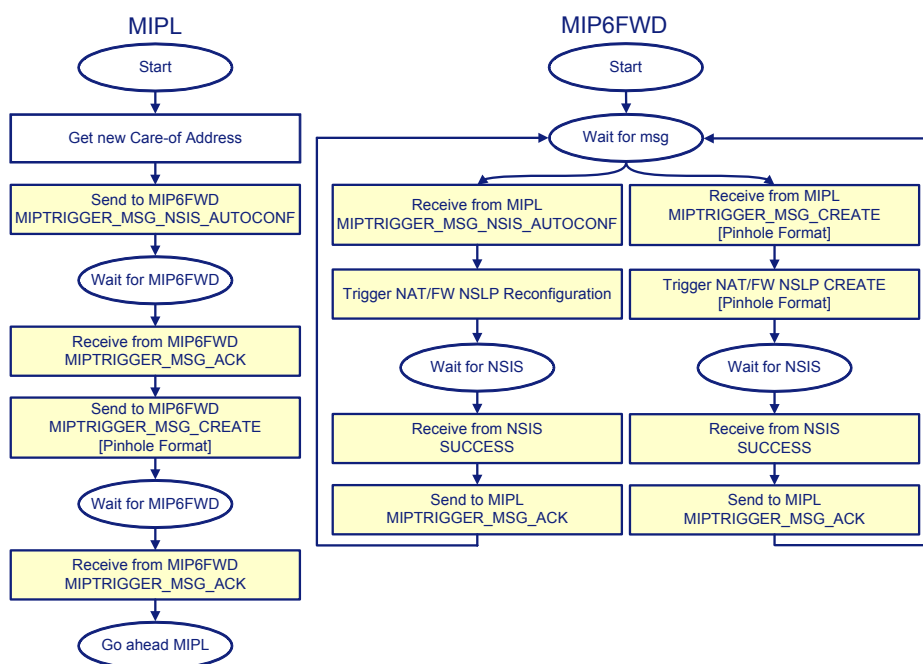 MIPL
Start
Get new Care-of Address
Send to MIP6FWD
MIPTRIGGER_MSG_NSIS_AUTOCONF
Wait for MIP6FWD
Receive from MIP6FWD
MIPTRIGGER_MSG_ACK
Send to MIP6FWD
MIPTRIGGER_MSG_CREATE
[Pinhole Format]
Wait for MIP6FWD
Receive from MIP6FWD
MIPTRIGGER_MSG_ACK
Go ahead MIPL
MIP6FWD
Start
Wait for msg
Receive from MIPL
MIPTRIGGER_MSG_NSIS_AUTOCONF
Trigger NAT/FW NSLP Reconfiguration
Wait for NSIS
Receive from NSIS
SUCCESS
Send to MIPL
MIPTRIGGER_MSG_ACK
Receive from MIPL
MIPTRIGGER_MSG_CREATE
[Pinhole Format]
Trigger NAT/FW NSLP CREATE
[Pinhole Format]
Wait for NSIS
Receive from NSIS
SUCCESS
Send to MIPL
MIPTRIGGER_MSG_ACK